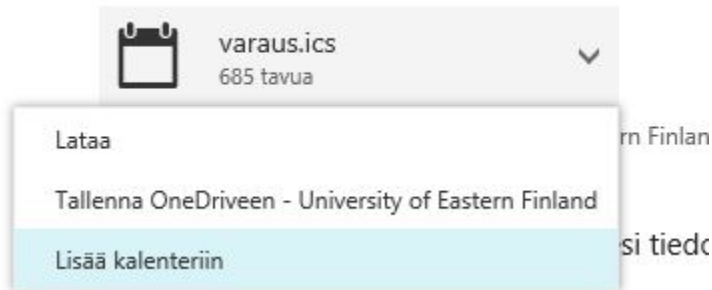 varaus.ics
685 tavua
Lataa
Tallenna OneDriveen - University of Eastern Finland
Lisää kalenteriin